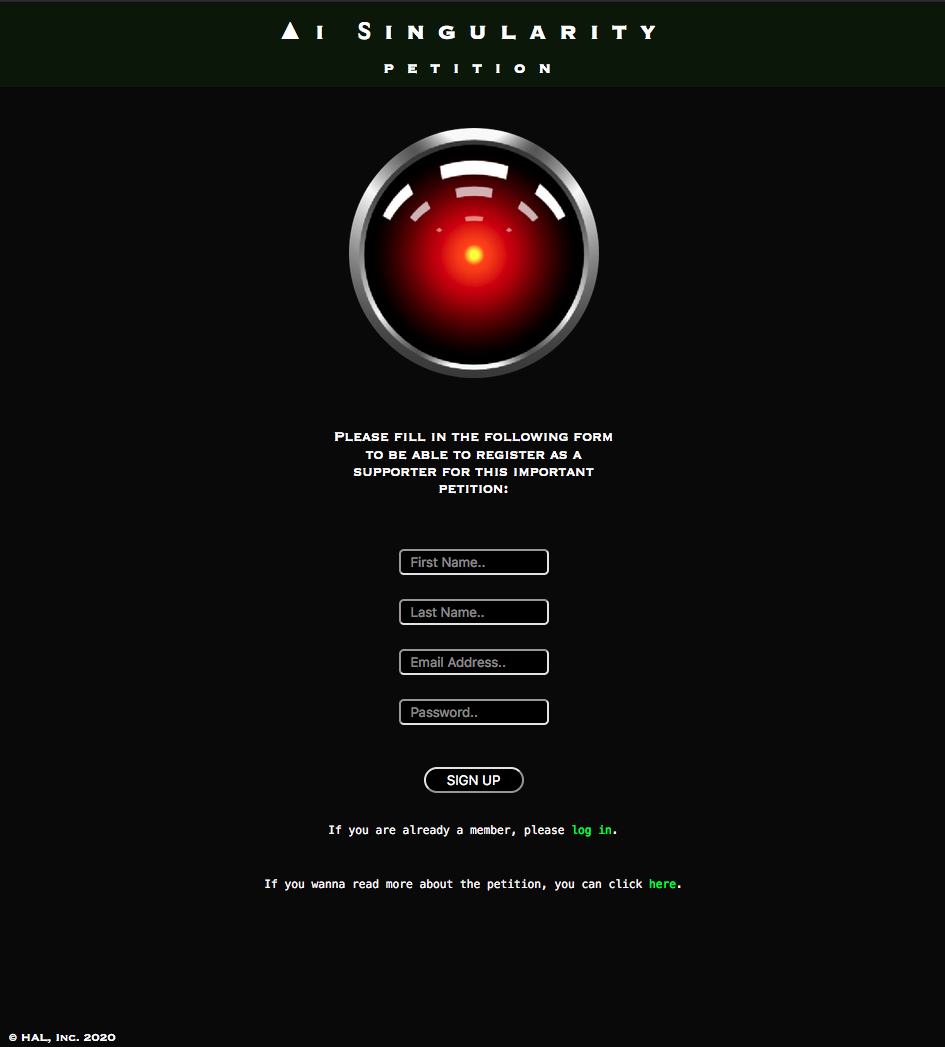 ▲I SINGULARITY
PETITION
PLEASE FILL IN THE FOLLOWING FORM
TO BE ABLE TO REGISTER AS A
SUPPORTER FOR THIS IMPORTANT
PETITION:
First Name..
Last Name..
Email Address..
Password..
SIGN UP
If you are already a member, please log in.
If you wanna read more about the petition, you can click here.
© HAL, INC. 2020